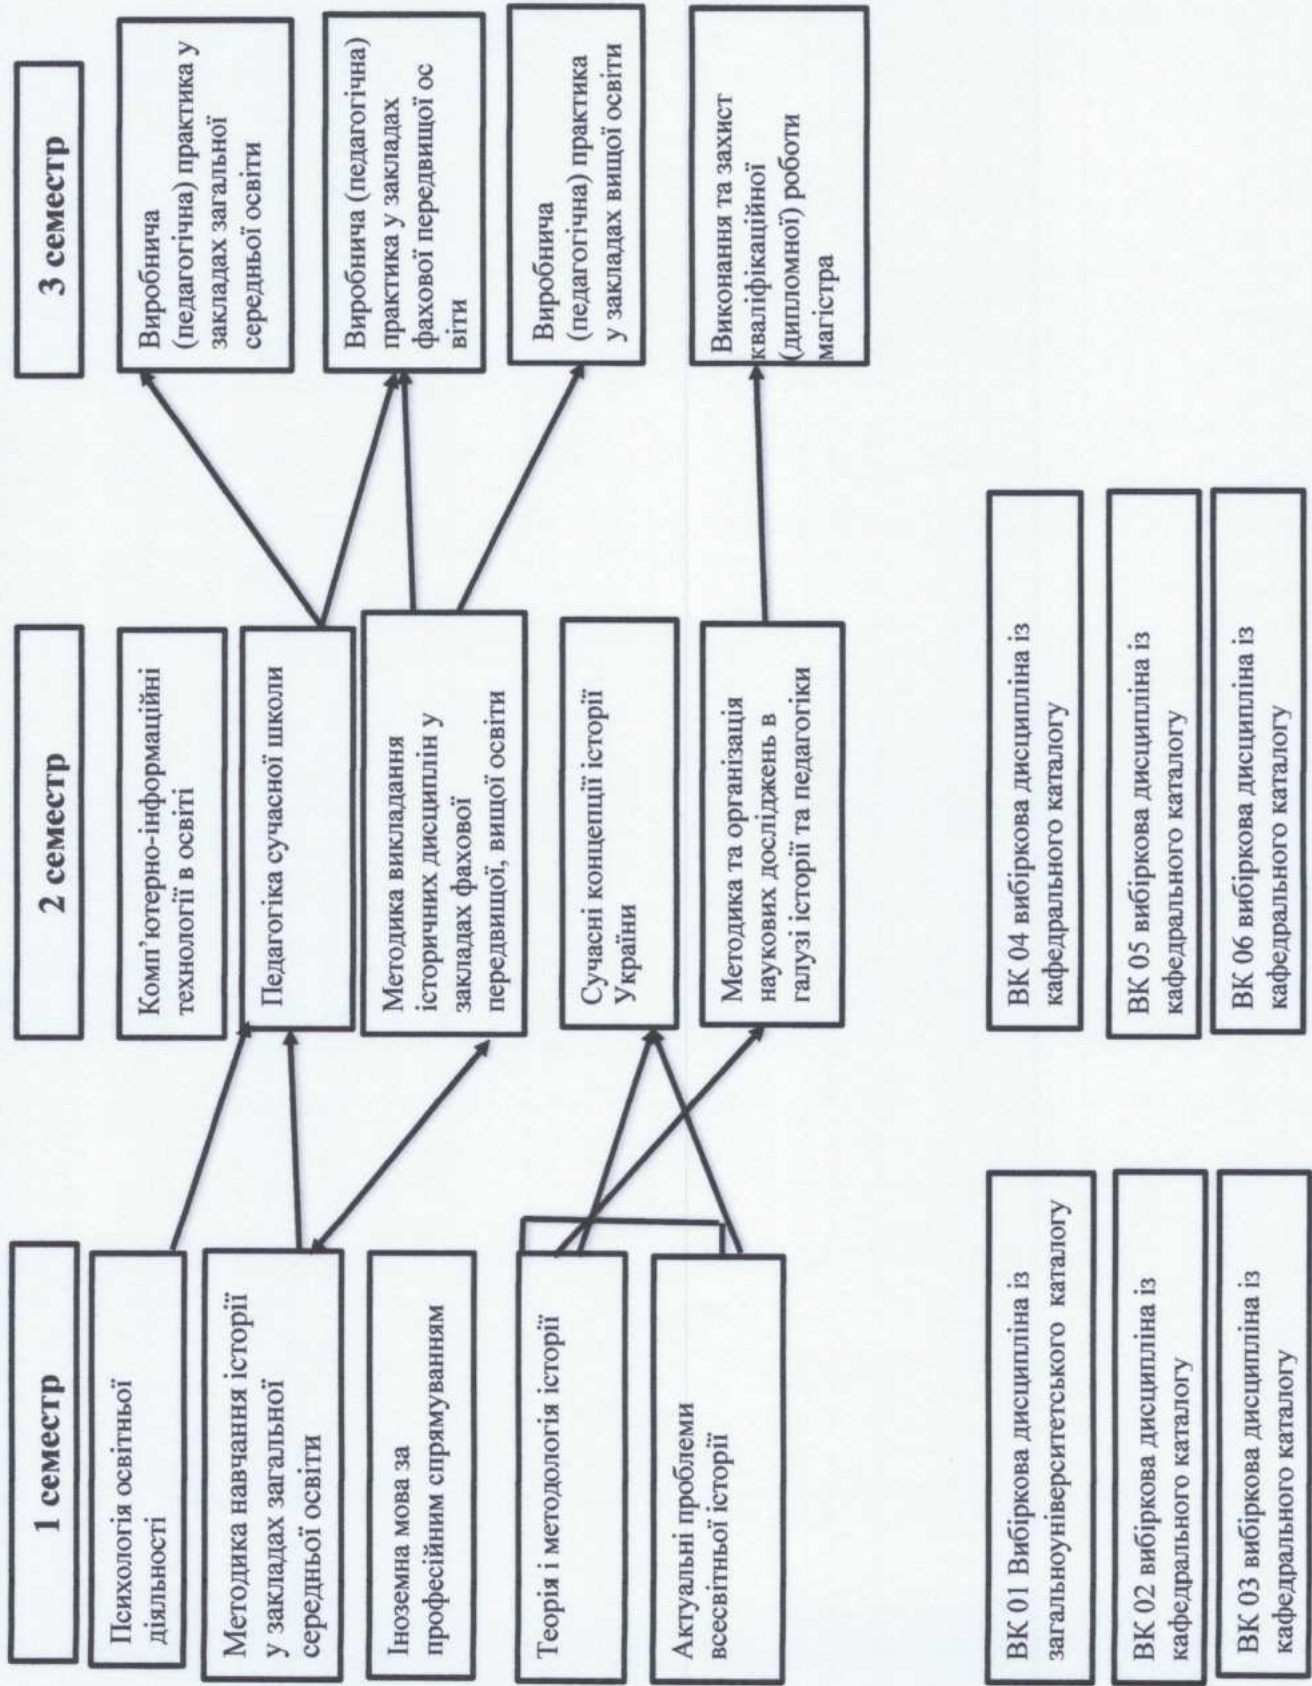 1 семестр
Психологія освітньої
діяльності
Методика навчання історії
у закладах загальної
середньої освіти
Іноземна мова за
професійним спрямуванням
Теорія і методологія історії
Актуальні проблеми
всесвітньої історії
ВК 01 Вибіркова дисципліна із
загальноуніверситетського каталогу
ВК 02 вибіркова дисципліна із
кафедрального каталогу
ВК 03 вибіркова дисципліна із
кафедрального каталогу
2 семестр
Комп’ютерно-інформаційні
технології в освіті
Педагогіка сучасної школи
Методика викладання
історичних дисциплін у
закладах фахової
передвищої, вищої освіти
Сучасні концепції історії
України
Методика та організація
наукових досліджень в
галузі історії та педагогіки
ВК 04 вибіркова дисципліна із
кафедрального каталогу
ВК 05 вибіркова дисципліна із
кафедрального каталогу
ВК 06 вибіркова дисципліна із
кафедрального каталогу
3 семестр
Виробнича
(педагогічна) практика у
закладах загальної
середньої освіти
Виробнича (педагогічна)
практика у закладах
фахової передвищої ос
віти
Виробнича
(педагогічна) практика
у закладах вищої освіти
Виконання та захист
кваліфікаційної
(дипломної) роботи
магістра